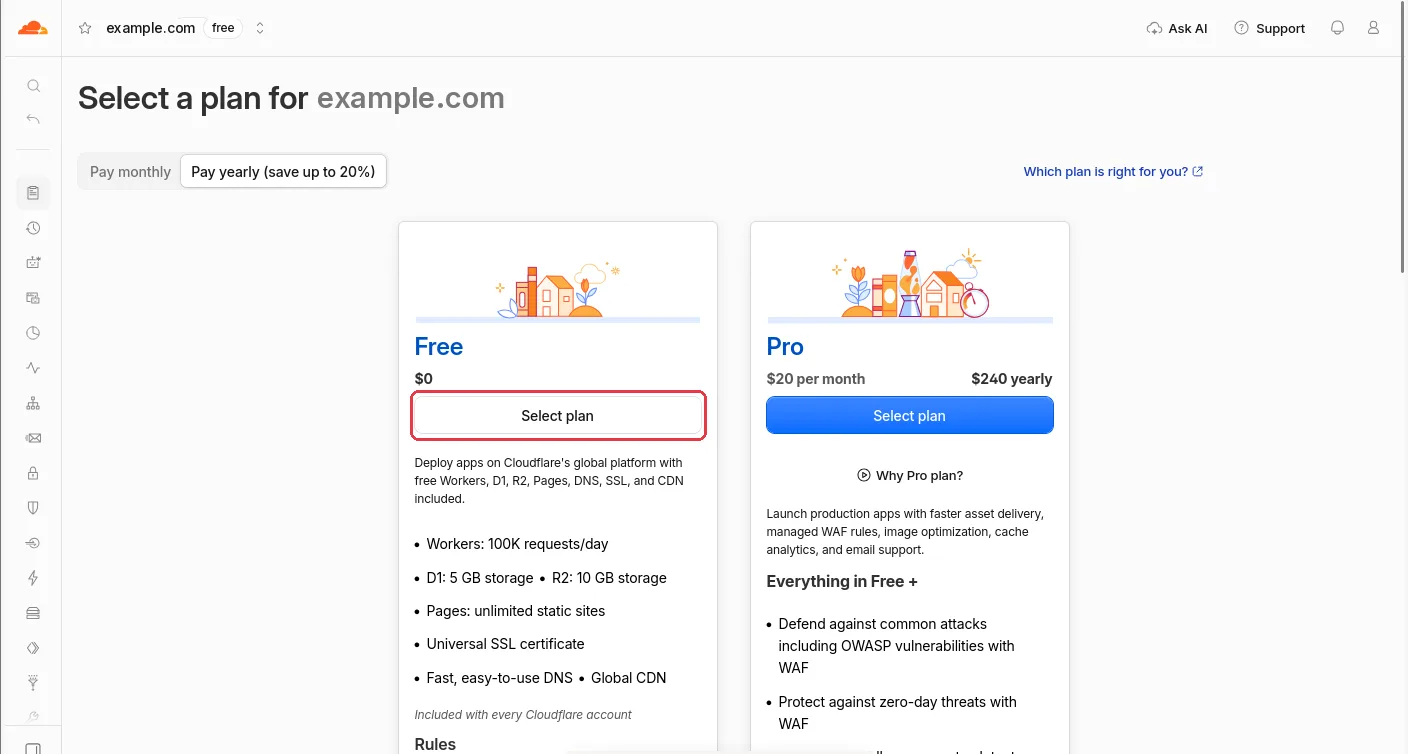 example.com free
Ask AI
Support
Select a plan for example.com
Pay monthly
Pay yearly (save up to 20%)
Which plan is right for you?
Free
$0
Select plan
Deploy apps on Cloudflare's global platform with
free Workers, D1, R2, Pages, DNS, SSL, and CDN
included.
• Workers: 100K requests/day
• D1: 5 GB storage • R2: 10 GB storage
• Pages: unlimited static sites
• Universal SSL certificate
• Fast, easy-to-use DNS • Global CDN
Included with every Cloudflare account
Rules
Pro
$20 per month
$240 yearly
Select plan
Why Pro plan?
Launch production apps with faster asset delivery,
managed WAF rules, image optimization, cache
analytics, and email support.
Everything in Free +
• Defend against common attacks
including OWASP vulnerabilities with
WAF
• Protect against zero-day threats with
WAF